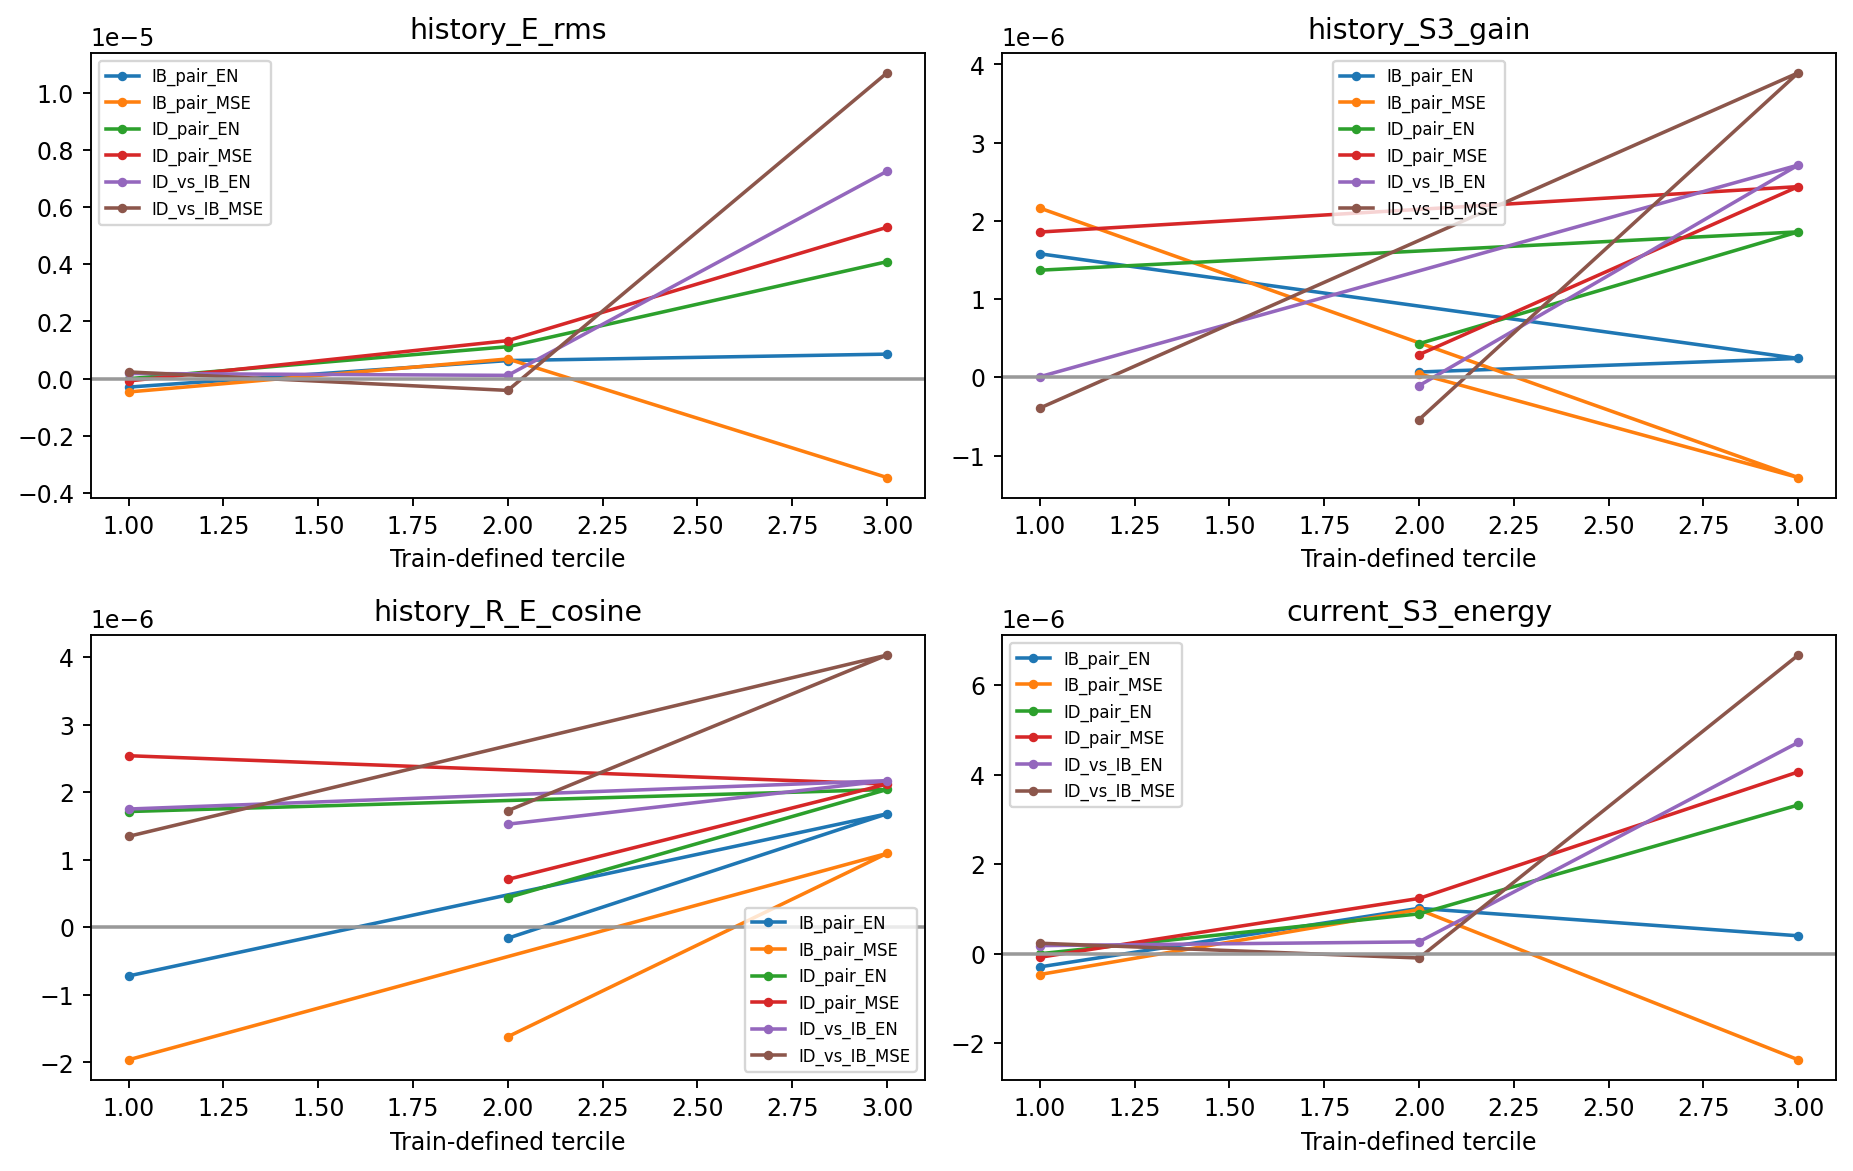 history_E_rms
1e−5
IB_pair_EN
IB_pair_MSE
ID_pair_EN
ID_pair_MSE
ID_vs_IB_EN
ID_vs_IB_MSE
1.0
0.8
0.6
0.4
0.2
0.0
−0.2
−0.4
1.00 1.25 1.50 1.75 2.00 2.25 2.50 2.75 3.00
Train-defined tercile
history_S3_gain
1e−6
IB_pair_EN
IB_pair_MSE
ID_pair_EN
ID_pair_MSE
ID_vs_IB_EN
ID_vs_IB_MSE
4
3
2
1
0
−1
1.00 1.25 1.50 1.75 2.00 2.25 2.50 2.75 3.00
Train-defined tercile
history_R_E_cosine
1e−6
4
3
2
1
0
−1
−2
IB_pair_EN
IB_pair_MSE
ID_pair_EN
ID_pair_MSE
ID_vs_IB_EN
ID_vs_IB_MSE
1.00 1.25 1.50 1.75 2.00 2.25 2.50 2.75 3.00
Train-defined tercile
current_S3_energy
1e−6
IB_pair_EN
IB_pair_MSE
ID_pair_EN
ID_pair_MSE
ID_vs_IB_EN
ID_vs_IB_MSE
6
4
2
0
−2
1.00 1.25 1.50 1.75 2.00 2.25 2.50 2.75 3.00
Train-defined tercile